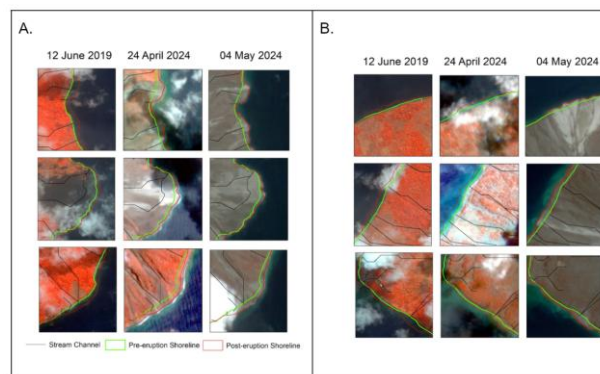 A.
12 June 2019 24 April 2024 04 May 2024
Stream Channel Pre-eruption Shoreline Post-eruption Shoreline
B.
12 June 2019 24 April 2024 04 May 2024